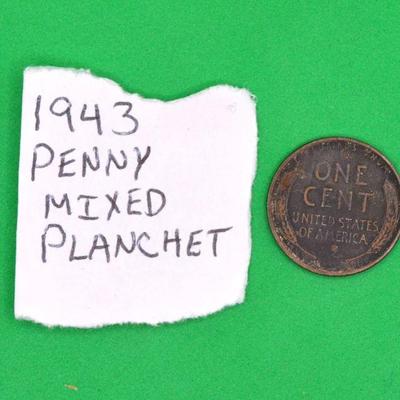 1943
PENNY
MIXED
PLANCHET
ONE
CENT
UNITED STATES
OF AMERICA